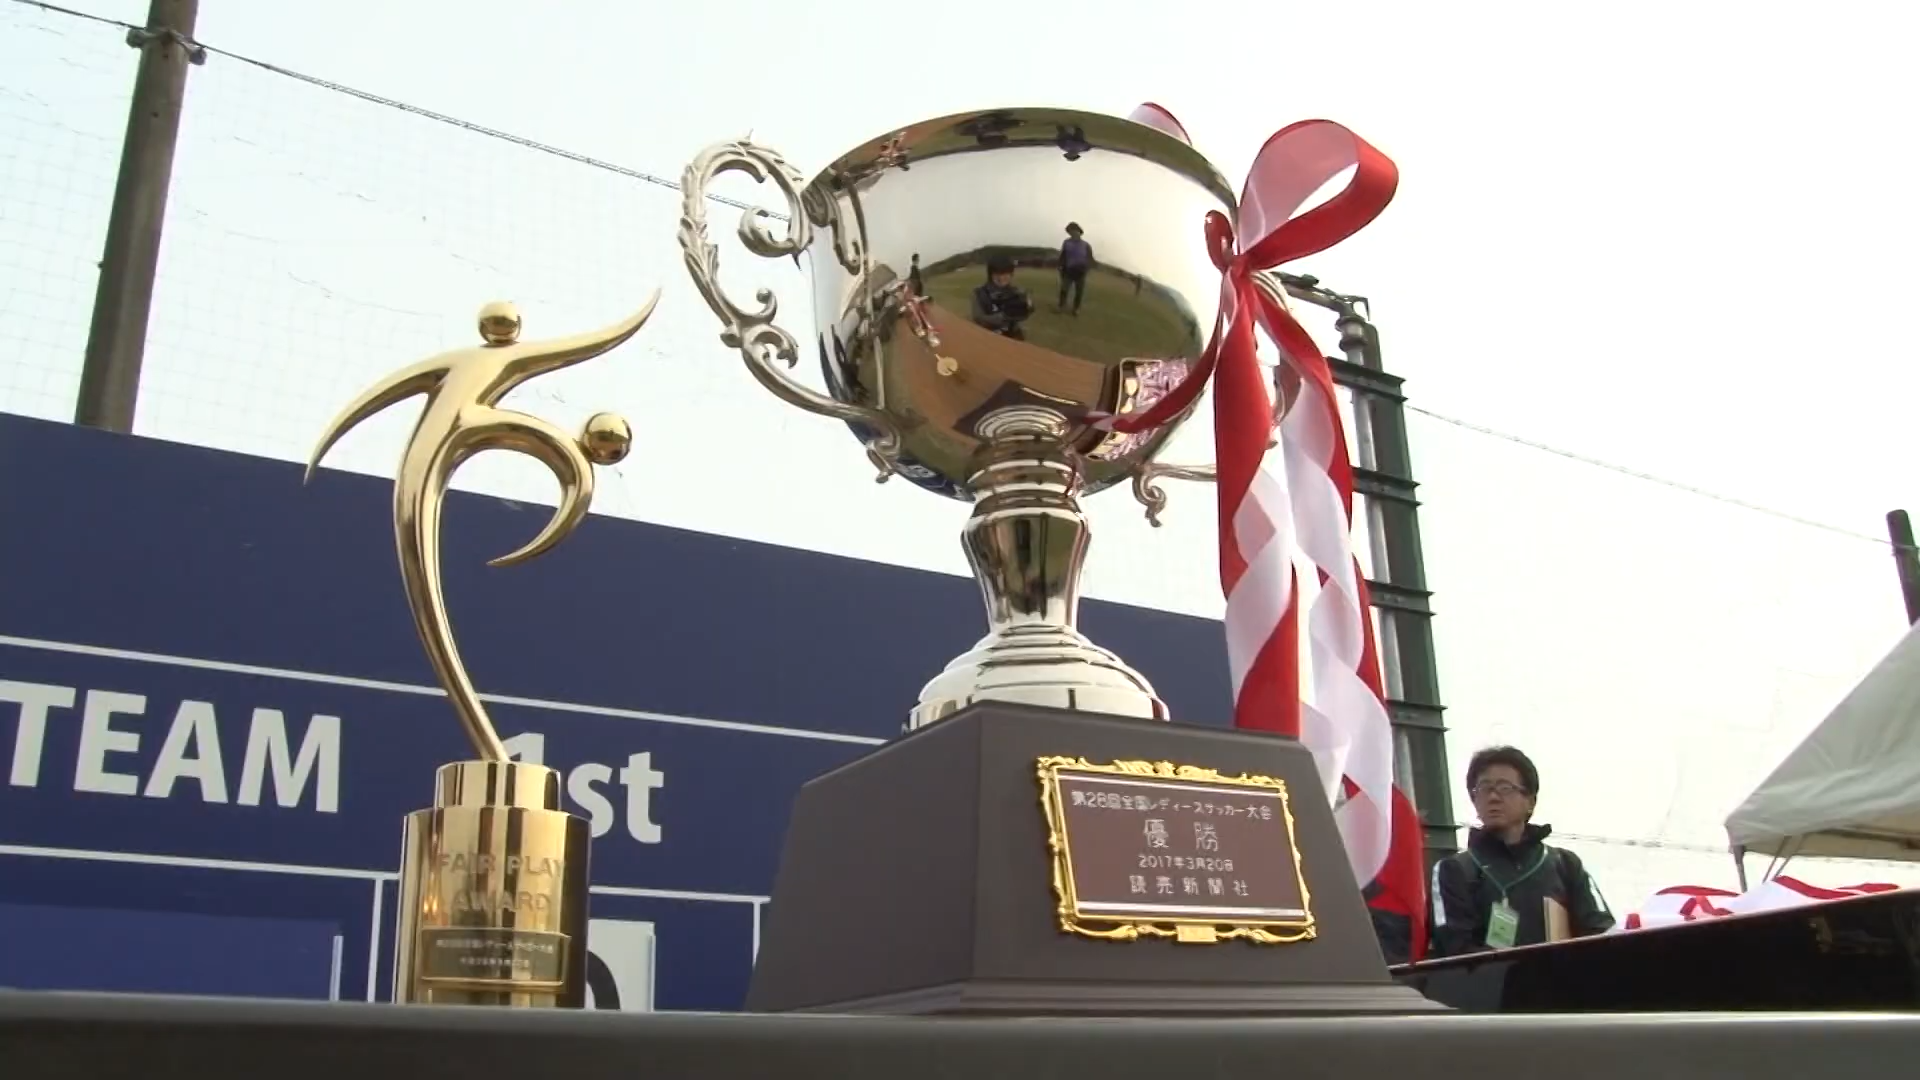 TEAM
1st
FAIR PLAY
AWARD
第28回全国レディースサッカー大会
優勝
2017年3月20日
読売新聞社